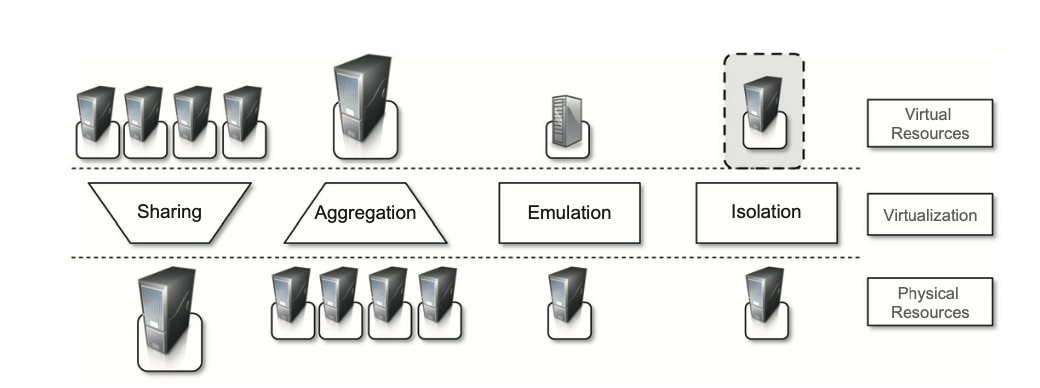 Virtual
Resources
Sharing
Aggregation
Emulation
Isolation
Virtualization
Physical
Resources